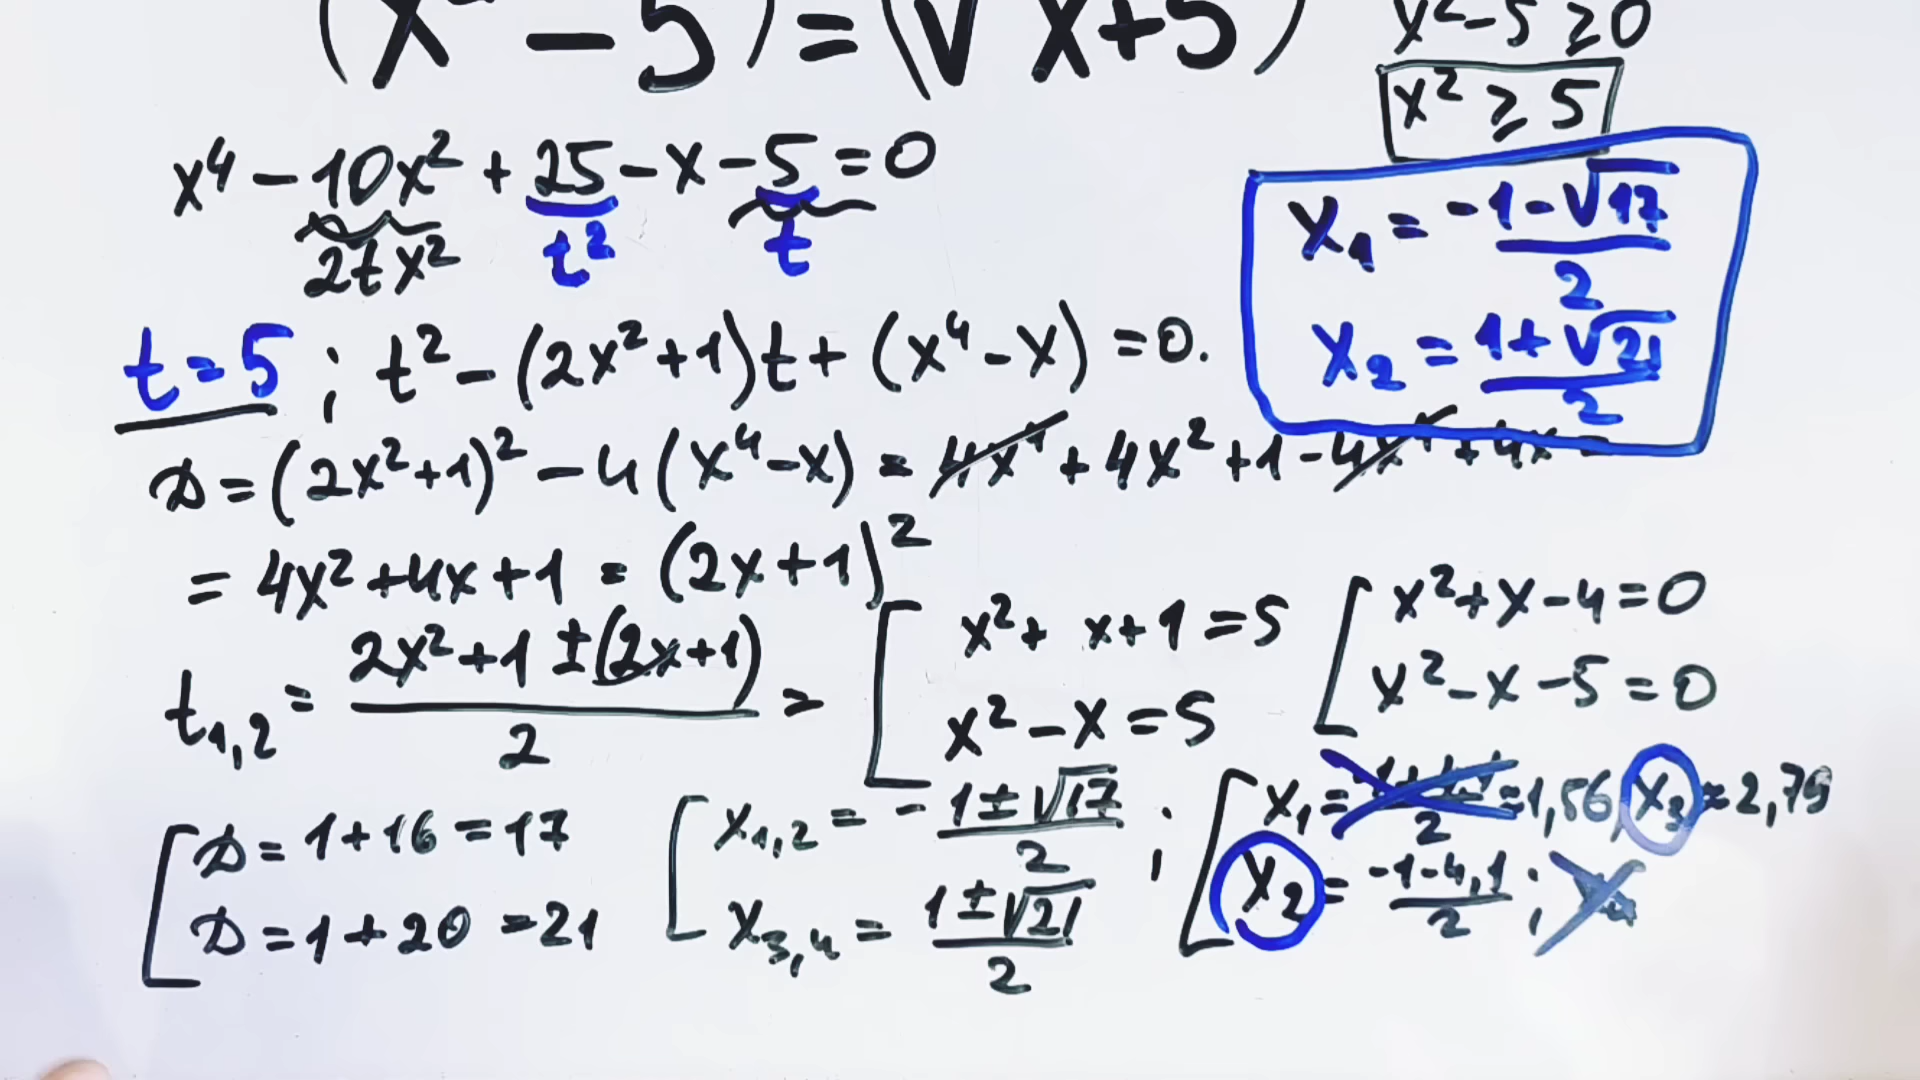 (x² - 5) = (√x+5)
x² - 5 ≥ 0
x² ≥ 5
x⁴ - 10x² + 25 - x - 5 = 0
2tx² t² t
x₁ = -1-√17 / 2
x₂ = 1+√21 / 2
t=5 ; t² - (2x²+1)t + (x⁴-x) = 0.
D = (2x²+1)² - 4(x⁴-x) = 4x⁴ + 4x² + 1 - 4x⁴ + 4x =
= 4x² + 4x + 1 = (2x+1)²
t₁,₂ = 2x²+1 ± (2x+1) / 2 = [ x² + x + 1 = 5
x² - x = 5
[ x² + x - 4 = 0
x² - x - 5 = 0
[ D = 1 + 16 = 17
D = 1 + 20 = 21
[ x₁,₂ = -1±√17 / 2
x₃,₄ = 1±√21 / 2 ;
[ x₁ = 2 ≈ 1,56, x₃ ≈ 2,79
x₂ = -1-4,1 / 2 ;